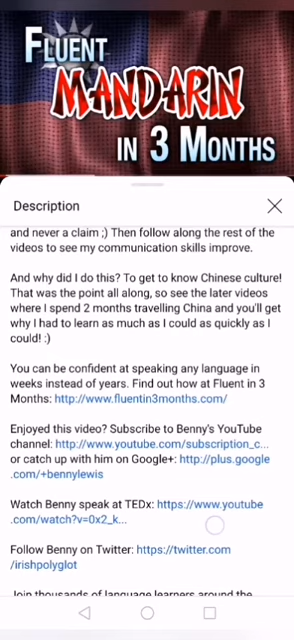 FLUENT
MANDARIN
IN 3 MONTHS
Description
and never a claim ;) Then follow along the rest of the
videos to see my communication skills improve.
And why did I do this? To get to know Chinese culture!
That was the point all along, so see the later videos
where I spend 2 months travelling China and you'll get
why I had to learn as much as I could as quickly as I
could! :)
You can be confident at speaking any language in
weeks instead of years. Find out how at Fluent in 3
Months: http://www.fluentin3months.com/
Enjoyed this video? Subscribe to Benny's YouTube
channel: http://www.youtube.com/subscription_c...
or catch up with him on Google+: http://plus.google
.com/+bennylewis
Watch Benny speak at TEDx: https://www.youtube
.com/watch?v=0x2_k...
Follow Benny on Twitter: https://twitter.com
/irishpolyglot
Join thousands of language learners around the